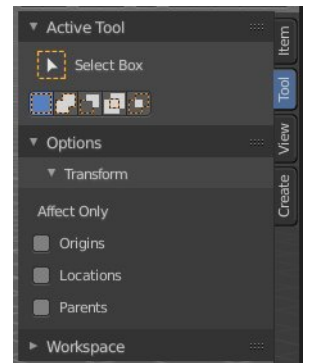 Active Tool
Select Box
Options
Transform
Affect Only
Origins
Locations
Parents
Workspace
Item
Tool
View
Create